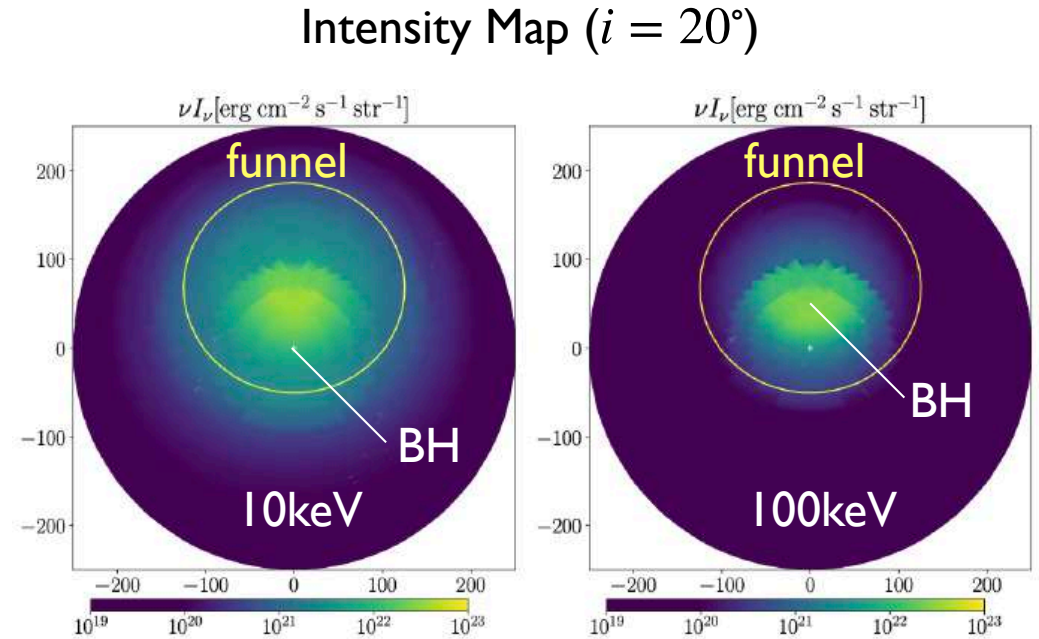 Intensity Map (i = 20°)
νI_ν[erg cm⁻² s⁻¹ str⁻¹]
funnel
200
100
0
−100
−200
BH
10keV
−200 −100 0 100 200
10¹⁹ 10²⁰ 10²¹ 10²² 10²³
νI_ν[erg cm⁻² s⁻¹ str⁻¹]
funnel
200
100
0
−100
−200
BH
100keV
−200 −100 0 100 200
10¹⁹ 10²⁰ 10²¹ 10²² 10²³